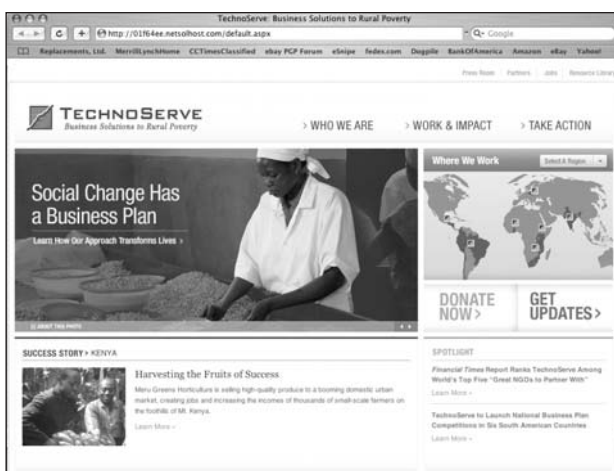 TechnoServe: Business Solutions to Rural Poverty
http://01f64ee.netsolhost.com/default.aspx
Google
Replacements, Ltd. MerrillLynchHome CCTimesClassified ebay PGP Forum eSnipe fedex.com Dogpile BankOfAmerica Amazon eBay Yahoo!
Press Room Partners Jobs Resource Library
TECHNOSERVE
Business Solutions to Rural Poverty
> WHO WE ARE > WORK & IMPACT > TAKE ACTION
Social Change Has
a Business Plan
Learn How Our Approach Transforms Lives >
ABOUT THIS PHOTO
Where We Work
Select A Region
DONATE
NOW >
GET
UPDATES >
SUCCESS STORY > KENYA
Harvesting the Fruits of Success
Meru Greens Horticulture is selling high-quality produce to a booming domestic urban
market, creating jobs and increasing the incomes of thousands of small-scale farmers on
the foothills of Mt. Kenya.
Learn More »
SPOTLIGHT
Financial Times Report Ranks TechnoServe Among
World's Top Five "Great NGOs to Partner With"
Learn More »
TechnoServe to Launch National Business Plan
Competitions in Six South American Countries
Learn More »